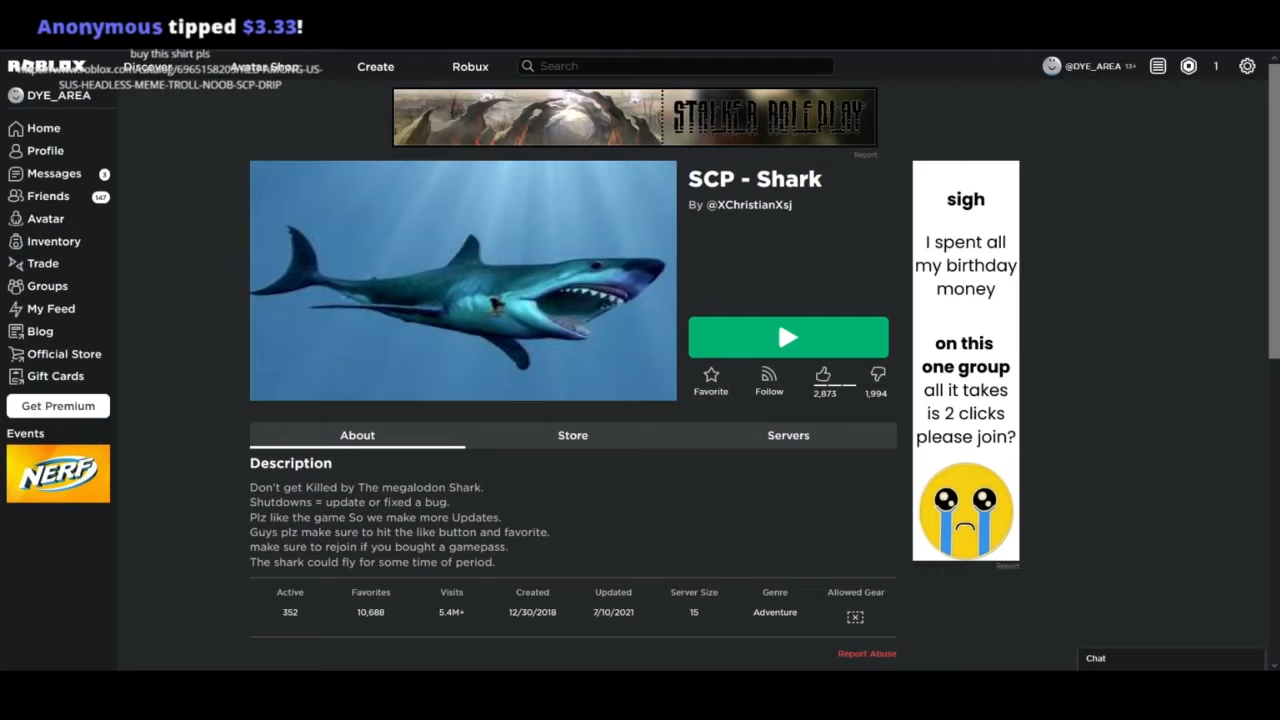 Anonymous tipped $3.33!
buy this shirt pls
SUS-HEADLESS-MEME-TROLL-NOOB-SCP-DRIP
ROBLOX Discover Avatar Shop Create Robux Search @DYE_AREA 13+ 1
DYE_AREA
Home
Profile
Messages 3
Friends 147
Avatar
Inventory
Trade
Groups
My Feed
Blog
Official Store
Gift Cards
Get Premium
Events
NERF
STALKER ROLEPLAY
Report
SCP - Shark
By @XChristianXsj
Favorite Follow 2,873 1,994
About Store Servers
Description
Don't get Killed by The megalodon Shark.
Shutdowns = update or fixed a bug.
Plz like the game So we make more Updates.
Guys plz make sure to hit the like button and favorite.
make sure to rejoin if you bought a gamepass.
The shark could fly for some time of period.
Active Favorites Visits Created Updated Server Size Genre Allowed Gear
352 10,688 5.4M+ 12/30/2018 7/10/2021 15 Adventure
Report Abuse
sigh
I spent all
my birthday
money
on this
one group
all it takes
is 2 clicks
please join?
Report
Chat